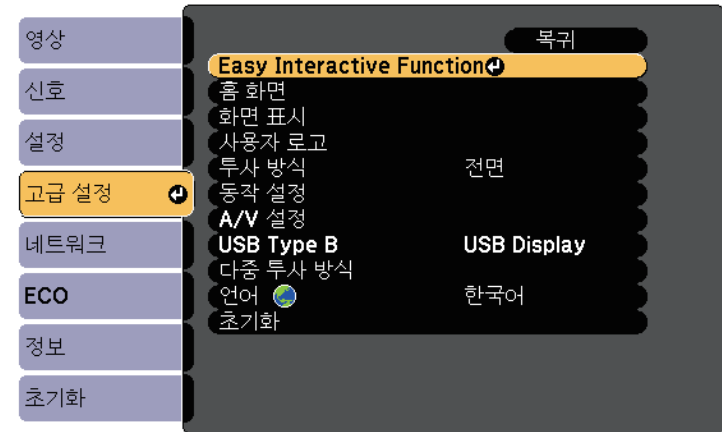 영상
신호
설정
고급 설정
네트워크
ECO
정보
초기화
복귀
Easy Interactive Function
홈 화면
화면 표시
사용자 로고
투사 방식 전면
동작 설정
A/V 설정
USB Type B USB Display
다중 투사 방식
언어 한국어
초기화